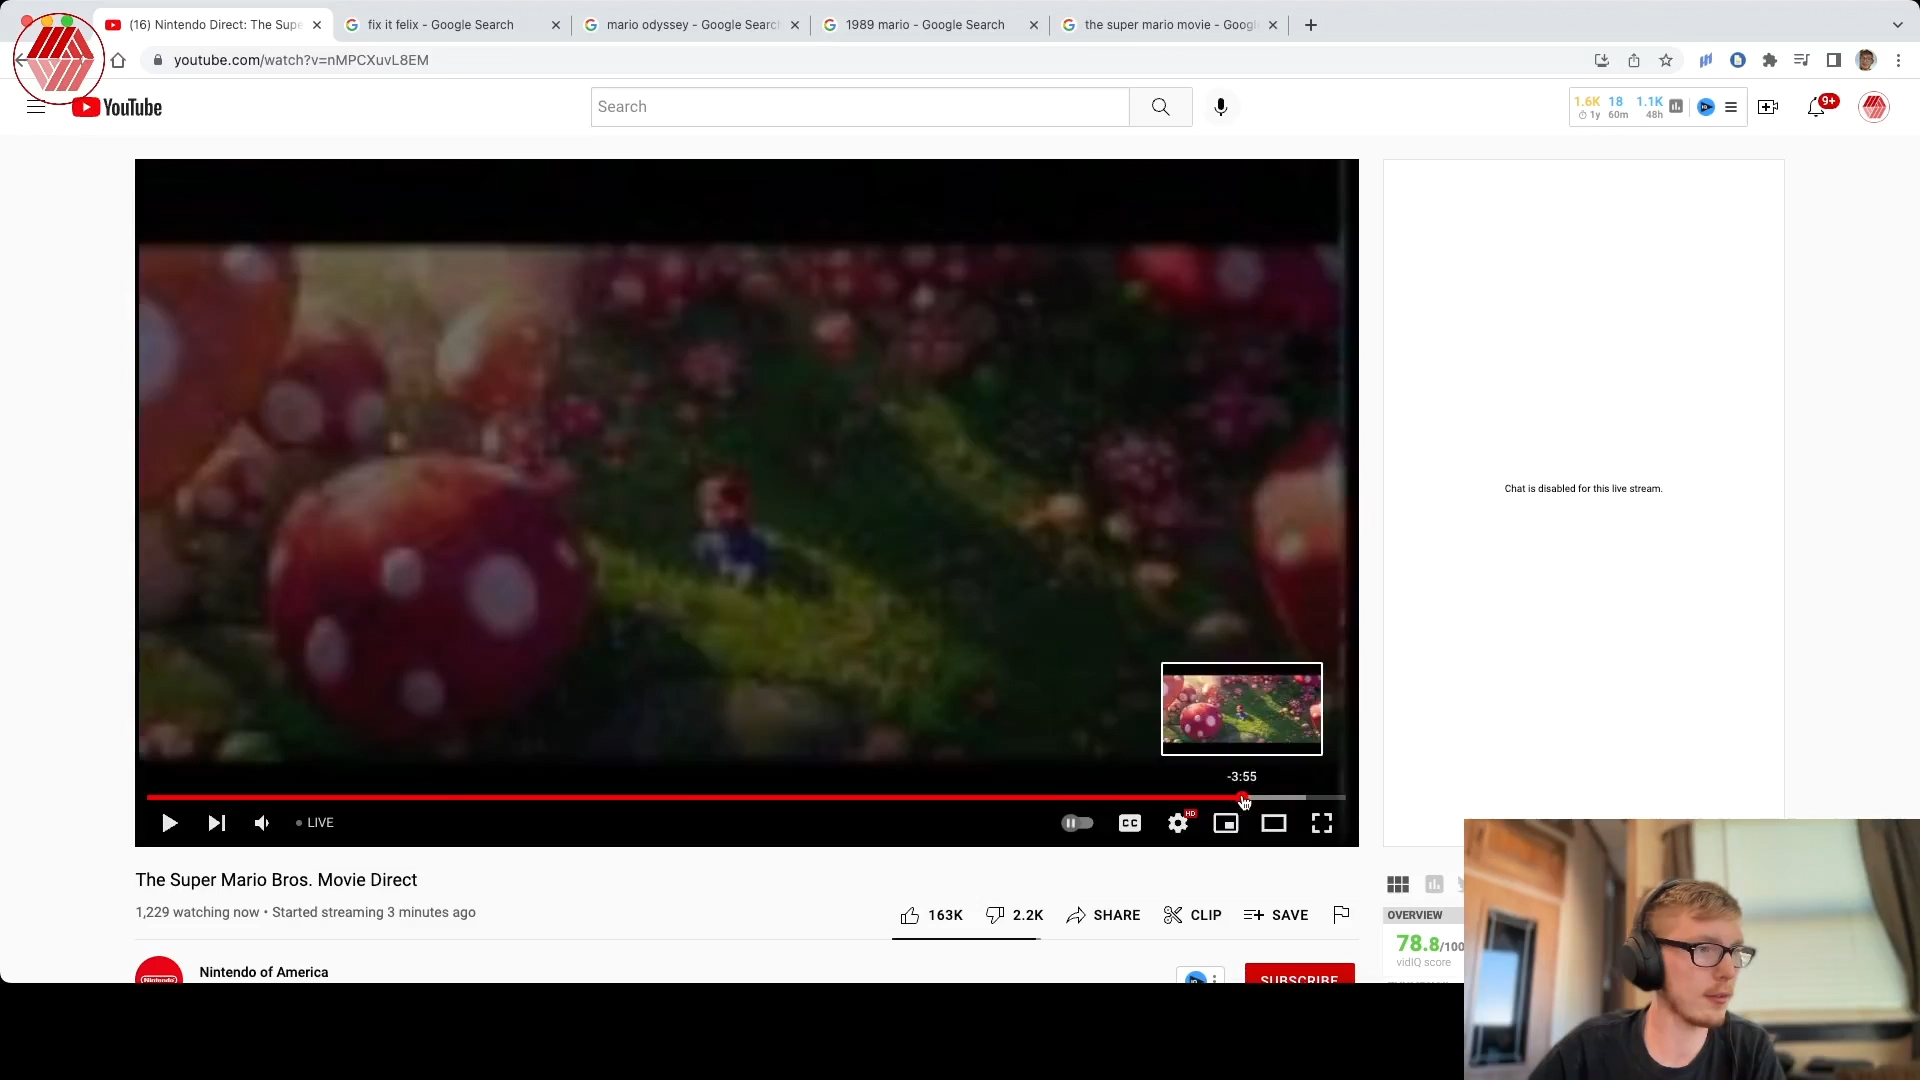 (16) Nintendo Direct: The Supe
fix it felix - Google Search
mario odyssey - Google Search
1989 mario - Google Search
the super mario movie - Googl
youtube.com/watch?v=nMPCXuvL8EM
YouTube
Search
1.6K 18 1.1K
1y 60m 48h
9+
Chat is disabled for this live stream.
-3:55
LIVE
CC
HD
The Super Mario Bros. Movie Direct
1,229 watching now • Started streaming 3 minutes ago
163K 2.2K SHARE CLIP SAVE
OVERVIEW
78.8/100
vidIQ score
Nintendo
Nintendo of America
SUBSCRIBE